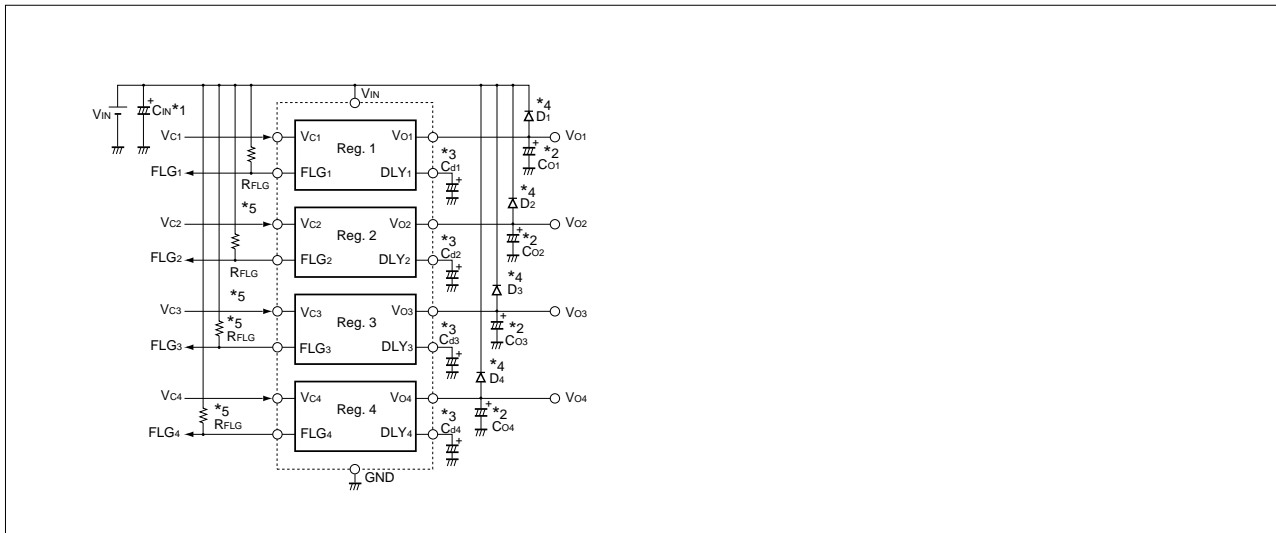 VIN
VIN CIN*1
*4
D1
VC1 VC1 VO1 VO1
Reg. 1
*3
Cd1
*2
CO1
FLG1 FLG1 DLY1
RFLG
*4
D2
*5
VC2 VC2 VO2 VO2
Reg. 2
*3
Cd2
*2
CO2
FLG2 FLG2 DLY2
RFLG
*4
D3
*5
VC3 VC3 VO3 VO3
*5
RFLG
Reg. 3
*3
Cd3
*2
CO3
FLG3 FLG3 DLY3
*4
D4
VC4 VC4 VO4 VO4
*5
RFLG
Reg. 4
*3
Cd4
*2
CO4
FLG4 FLG4 DLY4
GND